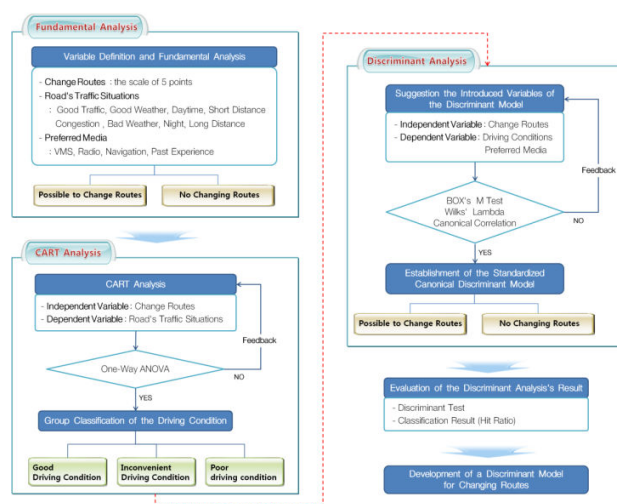 Fundamental Analysis
Variable Definition and Fundamental Analysis
- Change Routes : the scale of 5 points
- Road's Traffic Situations
: Good Traffic, Good Weather, Daytime, Short Distance
Congestion , Bad Weather, Night, Long Distance
- Preferred Media
: VMS, Radio, Navigation, Past Experience
Possible to Change Routes
No Changing Routes
CART Analysis
CART Analysis
- Independent Variable : Change Routes
- Dependent Variable : Road's Traffic Situations
Feedback
One-Way ANOVA
NO
YES
Group Classification of the Driving Condition
Good
Driving Condition
Inconvenient
Driving Condition
Poor
driving condition
Discriminant Analysis
Suggestion the Introduced Variables of
the Discriminant Model
- Independent Variable : Change Routes
- Dependent Variable : Driving Conditions
Preferred Media
Feedback
BOX's M Test
Wilks' Lambda
Canonical Correlation
NO
YES
Establishment of the Standardized
Canonical Discriminant Model
Possible to Change Routes
No Changing Routes
Evaluation of the Discriminant Analysis's Result
- Discriminant Test
- Classification Result (Hit Ratio)
Development of a Discriminant Model
for Changing Routes